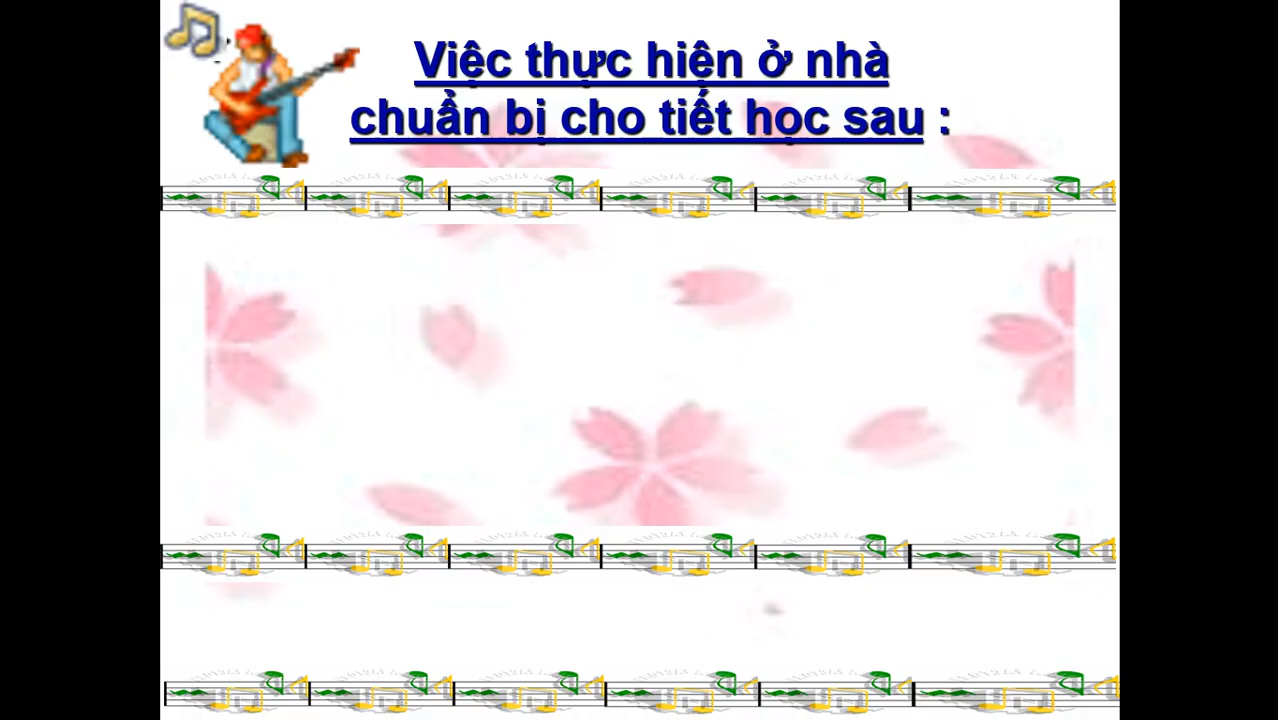 Việc thực hiện ở nhà
chuẩn bị cho tiết học sau :